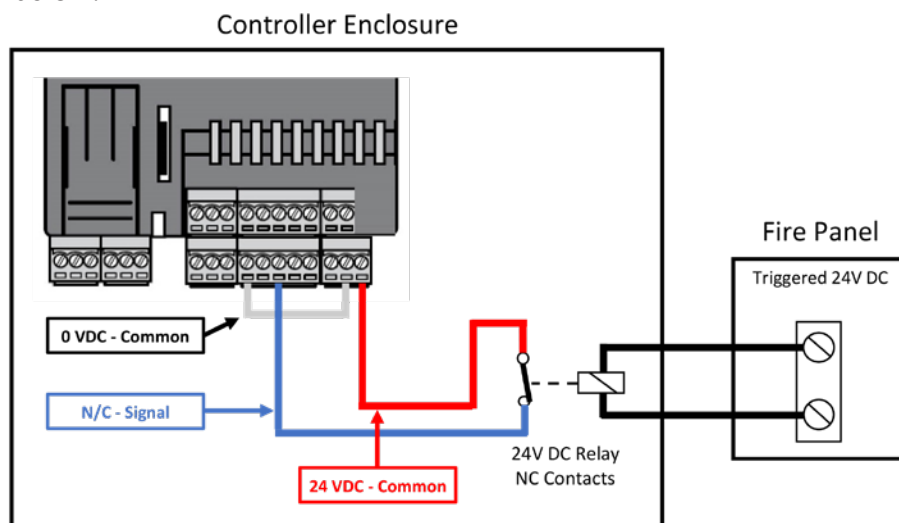 Controller Enclosure
Fire Panel
Triggered 24V DC
0 VDC - Common
N/C - Signal
24V DC Relay
NC Contacts
24 VDC - Common